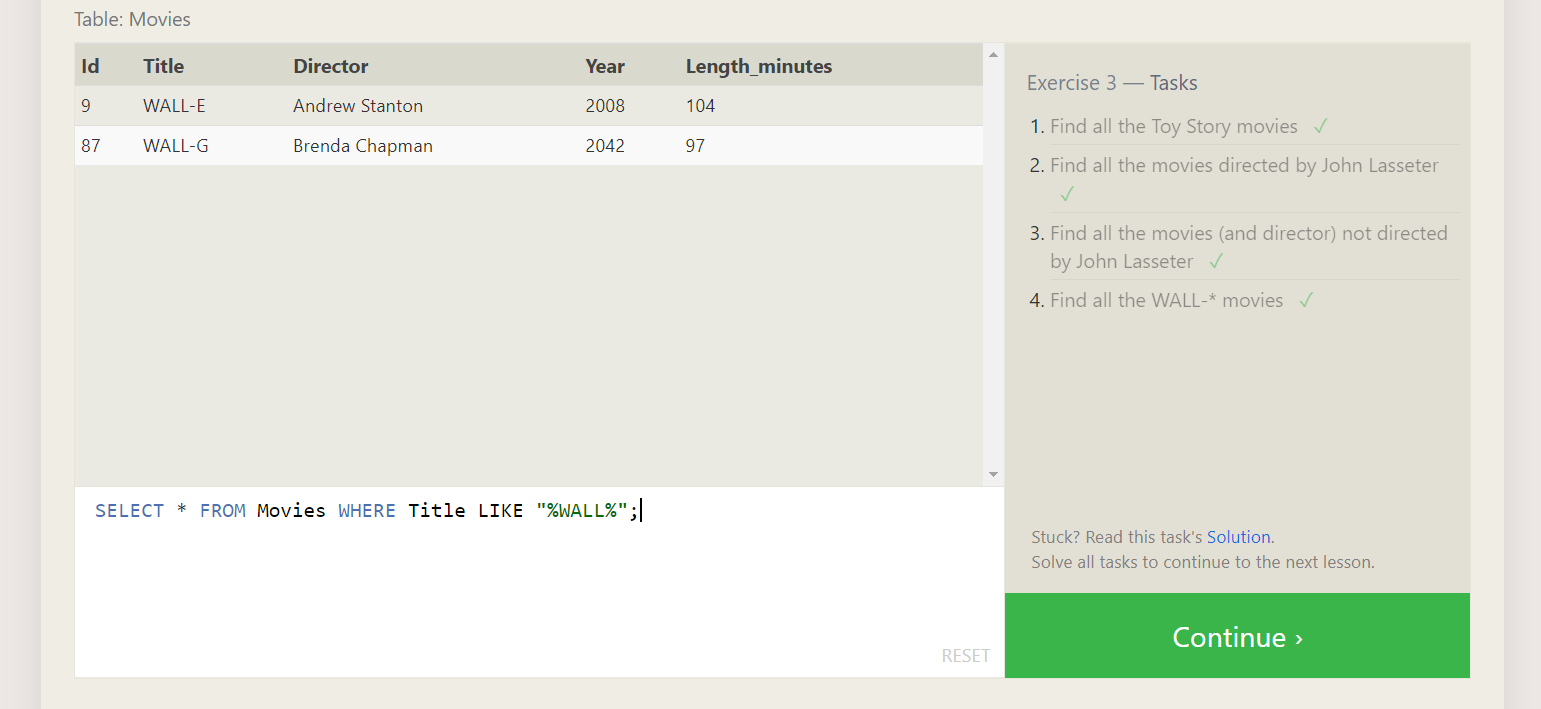 Table: Movies
Id Title Director Year Length_minutes
9 WALL-E Andrew Stanton 2008 104
87 WALL-G Brenda Chapman 2042 97
SELECT * FROM Movies WHERE Title LIKE "%WALL%";
RESET
Exercise 3 — Tasks
1. Find all the Toy Story movies ✓
2. Find all the movies directed by John Lasseter
✓
3. Find all the movies (and director) not directed
by John Lasseter ✓
4. Find all the WALL-* movies ✓
Stuck? Read this task's Solution.
Solve all tasks to continue to the next lesson.
Continue ›